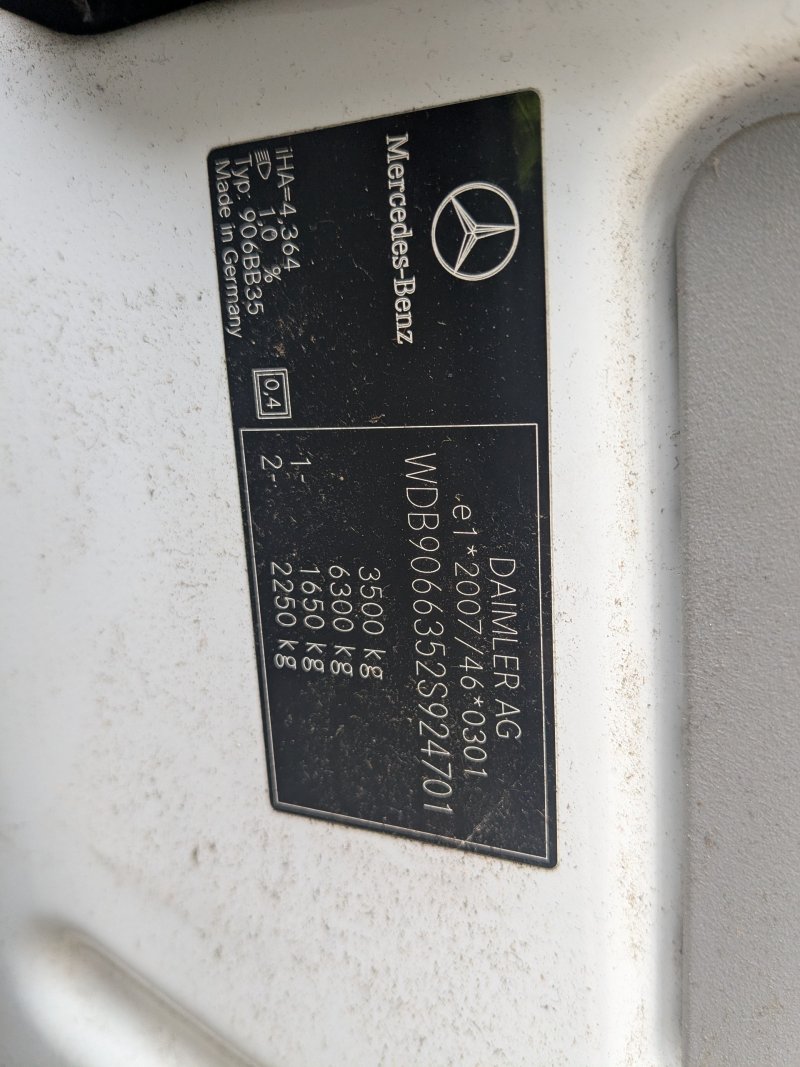 Mercedes-Benz
iHA=4,364
1,0 %
Typ: 906BB35
Made in Germany
0,4
DAIMLER AG
e1*2007/46*0301
WDB9066352S924701
3500 kg
6300 kg
1- 1650 kg
2- 2250 kg